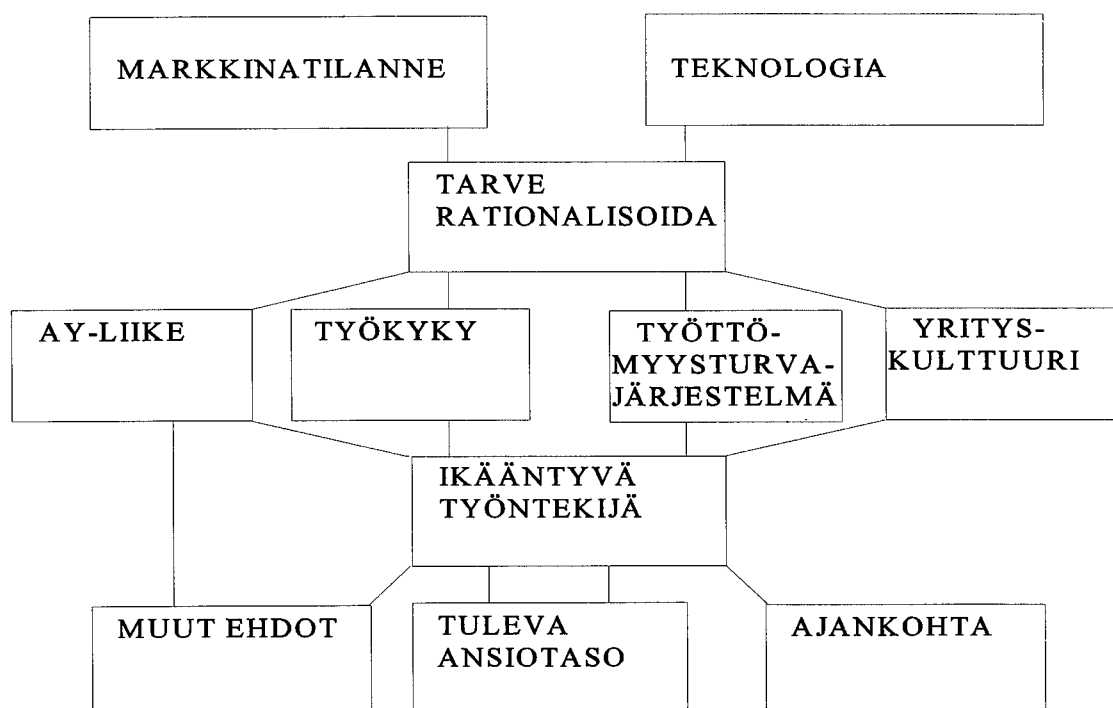 MARKKINATILANNE
TEKNOLOGIA
TARVE
RATIONALISOIDA
AY-LIIKE
TYÖKYKY
TYÖTTÖ-
MYYSTURVA-
JÄRJESTELMÄ
YRITYS-
KULTTUURI
IKÄÄNTYVÄ
TYÖNTEKIJÄ
MUUT EHDOT
TULEVA
ANSIOTASO
AJANKOHTA